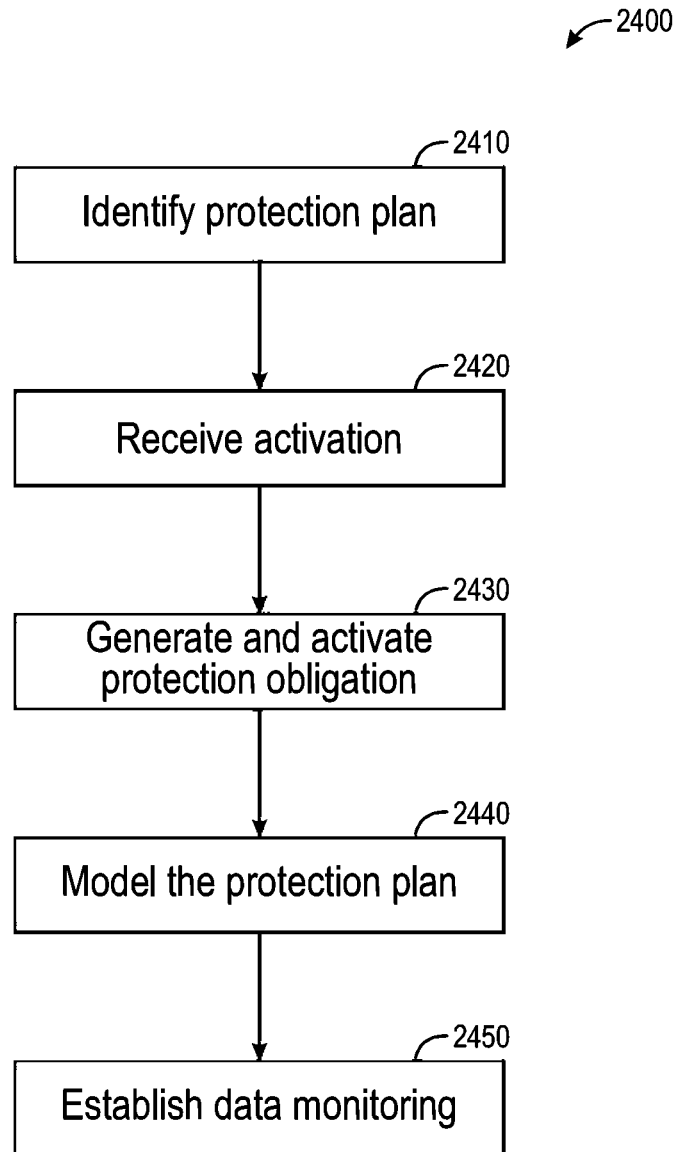 2400
2410
Identify protection plan
2420
Receive activation
2430
Generate and activate
protection obligation
2440
Model the protection plan
2450
Establish data monitoring